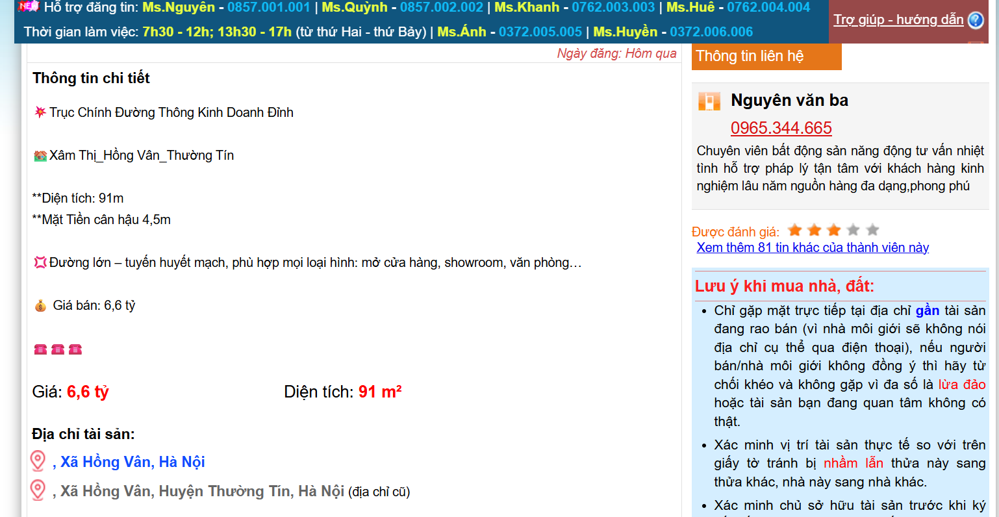 Hỗ trợ đăng tin: Ms.Nguyên - 0857.001.001 | Ms.Quỳnh - 0857.002.002 | Ms.Khanh - 0762.003.003 | Ms.Huê - 0762.004.004
Thời gian làm việc: 7h30 - 12h; 13h30 - 17h (từ thứ Hai - thứ Bảy) | Ms.Ánh - 0372.005.005 | Ms.Huyền - 0372.006.006
Trợ giúp - hướng dẫn
Ngày đăng: Hôm qua
Thông tin chi tiết
Trục Chính Đường Thông Kinh Doanh Đỉnh
Xâm Thị_Hồng Vân_Thường Tín
**Diện tích: 91m
**Mặt Tiền cân hậu 4,5m
Đường lớn – tuyến huyết mạch, phù hợp mọi loại hình: mở cửa hàng, showroom, văn phòng…
Giá bán: 6,6 tỷ
Giá: 6,6 tỷ
Diện tích: 91 m²
Địa chỉ tài sản:
, Xã Hồng Vân, Hà Nội
, Xã Hồng Vân, Huyện Thường Tín, Hà Nội (địa chỉ cũ)
Thông tin liên hệ
Nguyên văn ba
0965.344.665
Chuyên viên bất động sản năng động tư vấn nhiệt
tình hỗ trợ pháp lý tận tâm với khách hàng kinh
nghiệm lâu năm nguồn hàng đa dạng,phong phú
Được đánh giá:
Xem thêm 81 tin khác của thành viên này
Lưu ý khi mua nhà, đất:
• Chỉ gặp mặt trực tiếp tại địa chỉ gần tài sản
đang rao bán (vì nhà môi giới sẽ không nói
địa chỉ cụ thể qua điện thoại), nếu người
bán/nhà môi giới không đồng ý thì hãy từ
chối khéo và không gặp vì đa số là lừa đảo
hoặc tài sản bạn đang quan tâm không có
thật.
• Xác minh vị trí tài sản thực tế so với trên
giấy tờ tránh bị nhầm lẫn thửa này sang
thửa khác, nhà này sang nhà khác.
• Xác minh chủ sở hữu tài sản trước khi ký